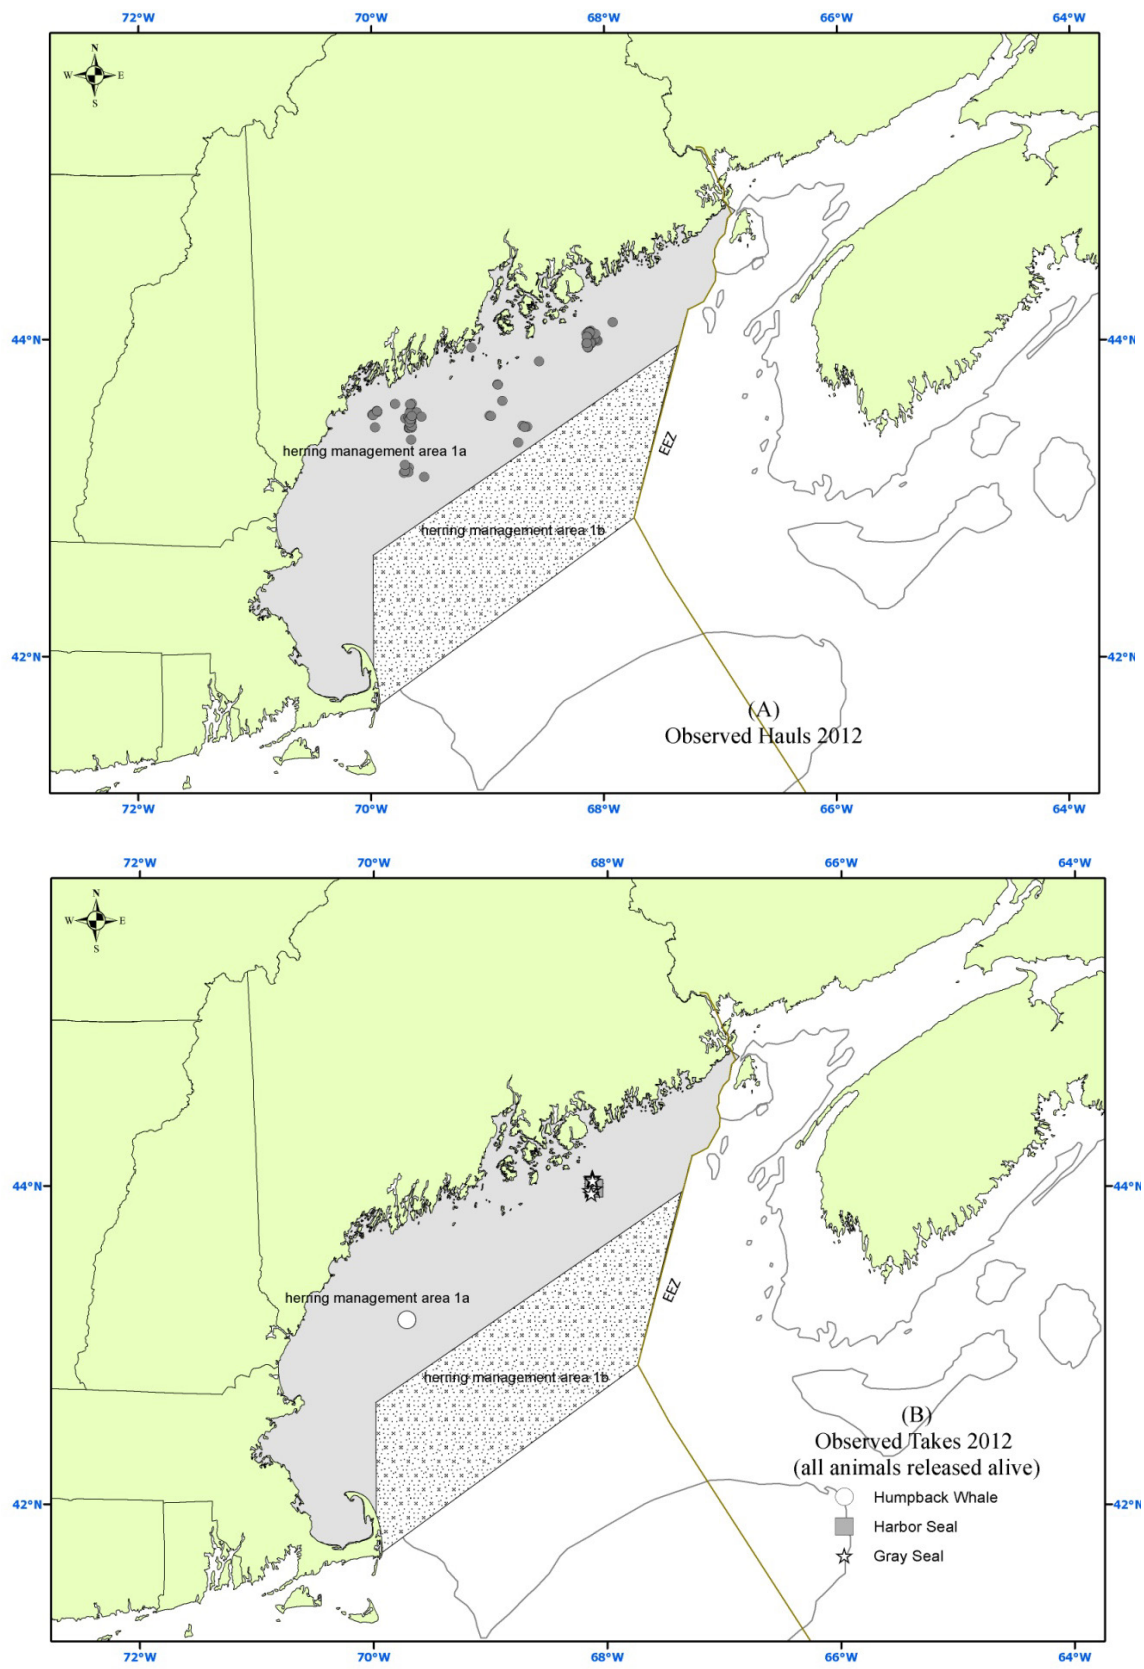 72°W 70°W 68°W 66°W 64°W
N
W E
S
44°N 44°N
herring management area 1a
EEZ
herring management area 1b
42°N 42°N
(A)
Observed Hauls 2012
72°W 70°W 68°W 66°W 64°W
72°W 70°W 68°W 66°W 64°W
N
W E
S
44°N 44°N
herring management area 1a
EEZ
herring management area 1b
(B)
Observed Takes 2012
(all animals released alive)
Humpback Whale
42°N 42°N
Harbor Seal
Gray Seal
72°W 70°W 68°W 66°W 64°W